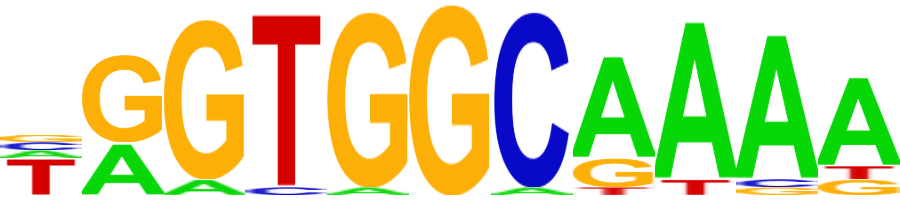 GGTGGCAAAA
G
C G T
A
T A A C A A T T C G
G